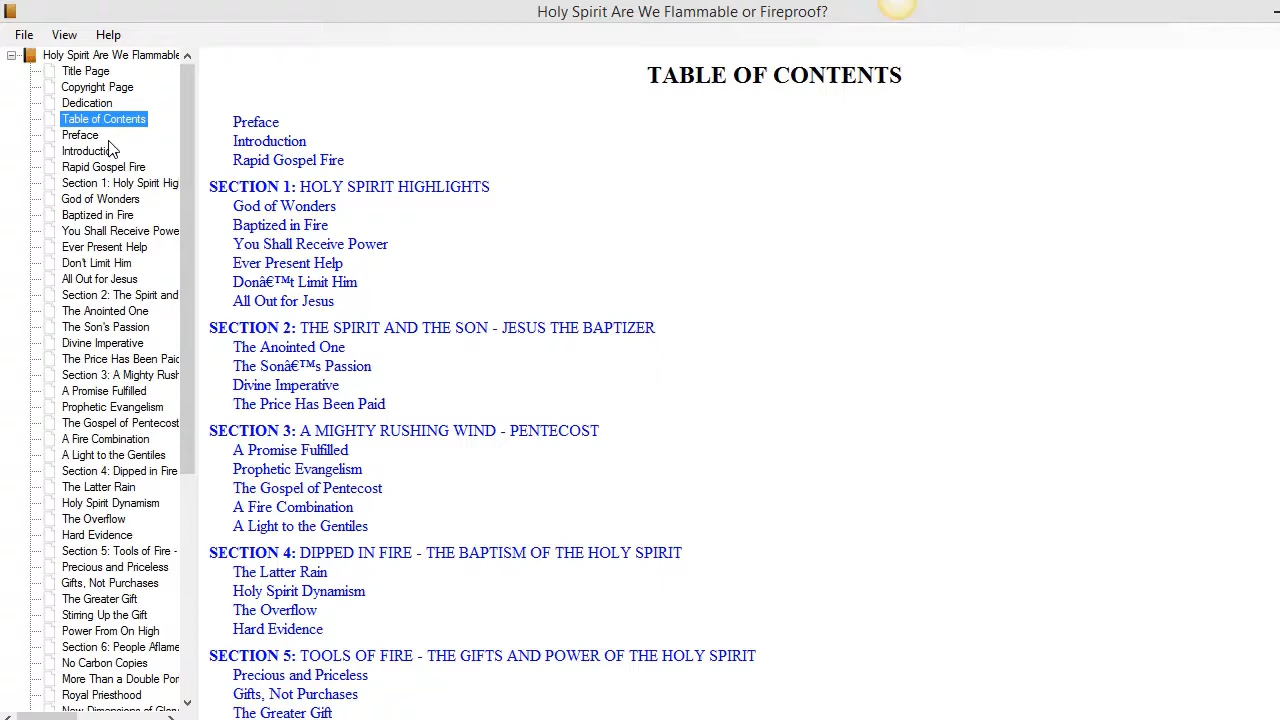 Holy Spirit Are We Flammable or Fireproof?
File View Help
Holy Spirit Are We Flammable
Title Page
Copyright Page
Dedication
Table of Contents
Preface
Introduction
Rapid Gospel Fire
Section 1: Holy Spirit Hig
God of Wonders
Baptized in Fire
You Shall Receive Powe
Ever Present Help
Don't Limit Him
All Out for Jesus
Section 2: The Spirit and
The Anointed One
The Son's Passion
Divine Imperative
The Price Has Been Paid
Section 3: A Mighty Rush
A Promise Fulfilled
Prophetic Evangelism
The Gospel of Pentecost
A Fire Combination
A Light to the Gentiles
Section 4: Dipped in Fire
The Latter Rain
Holy Spirit Dynamism
The Overflow
Hard Evidence
Section 5: Tools of Fire -
Precious and Priceless
Gifts, Not Purchases
The Greater Gift
Stirring Up the Gift
Power From On High
Section 6: People Aflame
No Carbon Copies
More Than a Double Por
Royal Priesthood
New Dimensions of Glory
TABLE OF CONTENTS
Preface
Introduction
Rapid Gospel Fire
SECTION 1: HOLY SPIRIT HIGHLIGHTS
God of Wonders
Baptized in Fire
You Shall Receive Power
Ever Present Help
Donâ€™t Limit Him
All Out for Jesus
SECTION 2: THE SPIRIT AND THE SON - JESUS THE BAPTIZER
The Anointed One
The Sonâ€™s Passion
Divine Imperative
The Price Has Been Paid
SECTION 3: A MIGHTY RUSHING WIND - PENTECOST
A Promise Fulfilled
Prophetic Evangelism
The Gospel of Pentecost
A Fire Combination
A Light to the Gentiles
SECTION 4: DIPPED IN FIRE - THE BAPTISM OF THE HOLY SPIRIT
The Latter Rain
Holy Spirit Dynamism
The Overflow
Hard Evidence
SECTION 5: TOOLS OF FIRE - THE GIFTS AND POWER OF THE HOLY SPIRIT
Precious and Priceless
Gifts, Not Purchases
The Greater Gift